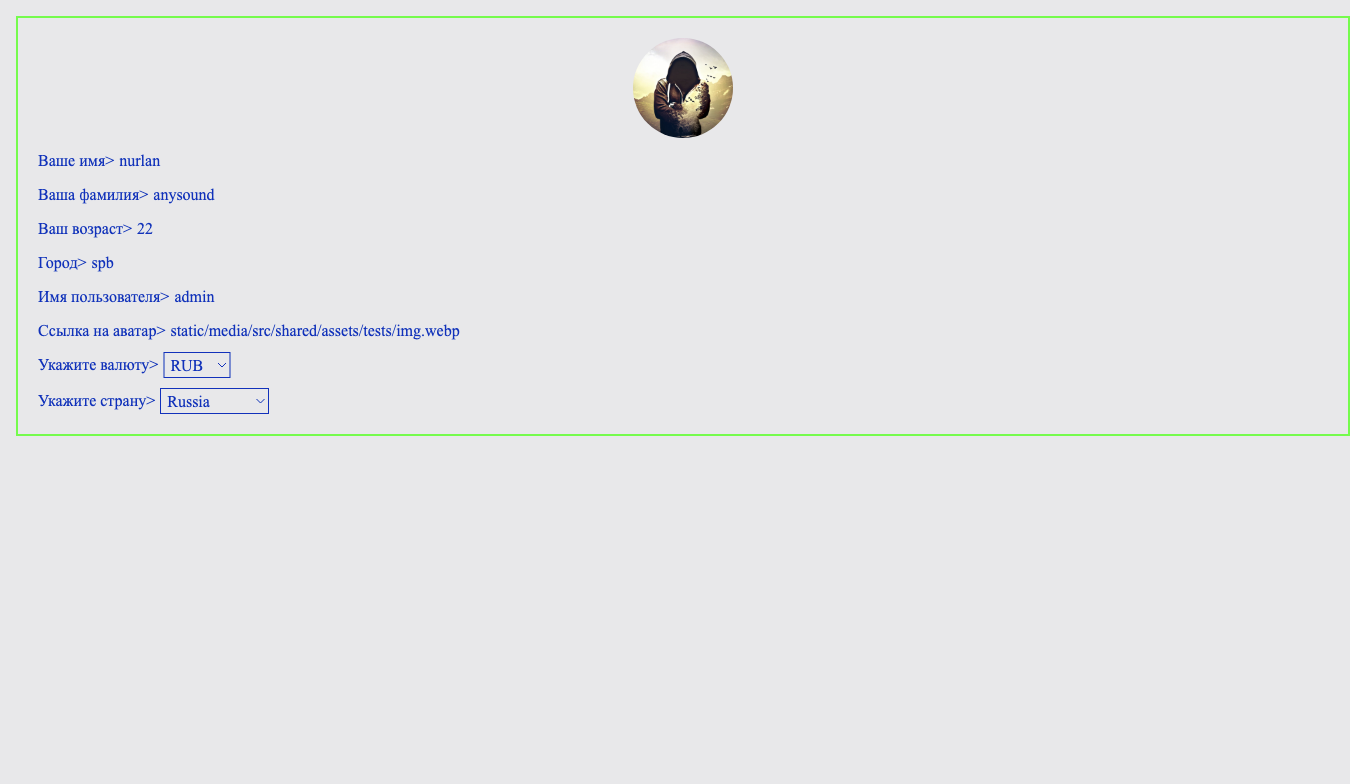 Ваше имя> nurlan
Ваша фамилия> anysound
Ваш возраст> 22
Город> spb
Имя пользователя> admin
Ссылка на аватар> static/media/src/shared/assets/tests/img.webp
Укажите валюту> RUB
Укажите страну> Russia